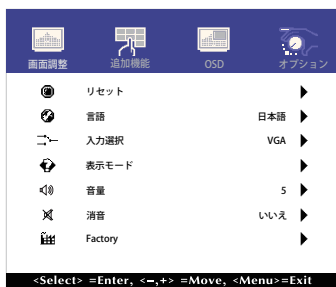 画面調整 追加機能 OSD オプション
リセット
言語 日本語
入力選択 VGA
表示モード
音量 5
消音 いいえ
Factory
<Select> =Enter, <−,+> =Move, <Menu>=Exit